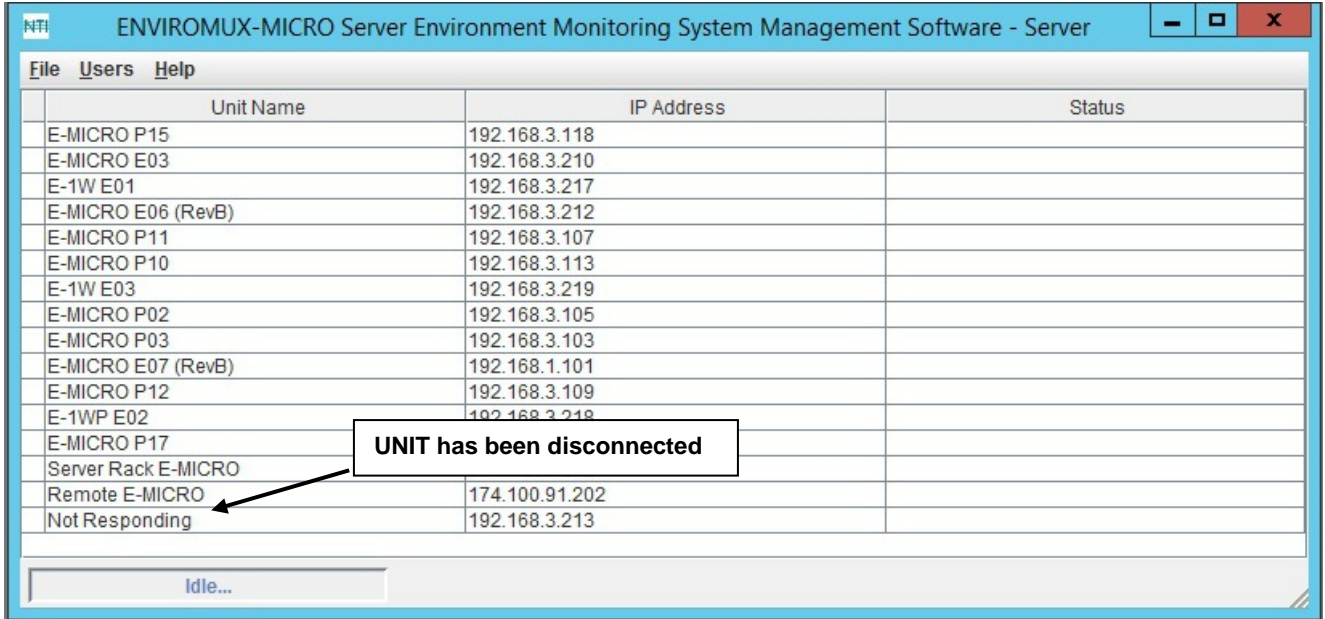 NTI ENVIROMUX-MICRO Server Environment Monitoring System Management Software - Server
File Users Help
Unit Name IP Address Status
E-MICRO P15 192.168.3.118
E-MICRO E03 192.168.3.210
E-1W E01 192.168.3.217
E-MICRO E06 (RevB) 192.168.3.212
E-MICRO P11 192.168.3.107
E-MICRO P10 192.168.3.113
E-1W E03 192.168.3.219
E-MICRO P02 192.168.3.105
E-MICRO P03 192.168.3.103
E-MICRO E07 (RevB) 192.168.1.101
E-MICRO P12 192.168.3.109
E-1WP E02 192.168.3.218
E-MICRO P17
UNIT has been disconnected
Server Rack E-MICRO
Remote E-MICRO 174.100.91.202
Not Responding 192.168.3.213
Idle...